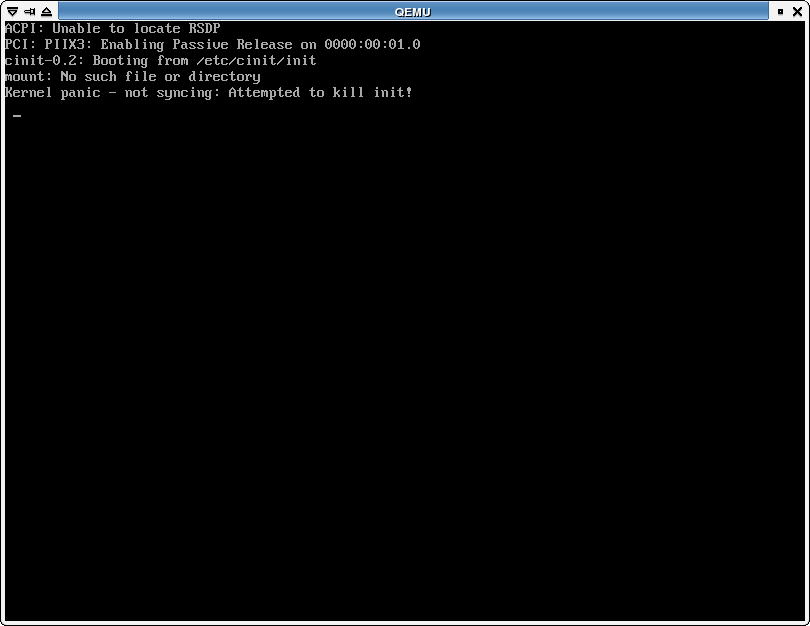 QEMU
ACPI: Unable to locate RSDP
PCI: PIIX3: Enabling Passive Release on 0000:00:01.0
cinit-0.2: Booting from /etc/cinit/init
mount: No such file or directory
Kernel panic - not syncing: Attempted to kill init!
_